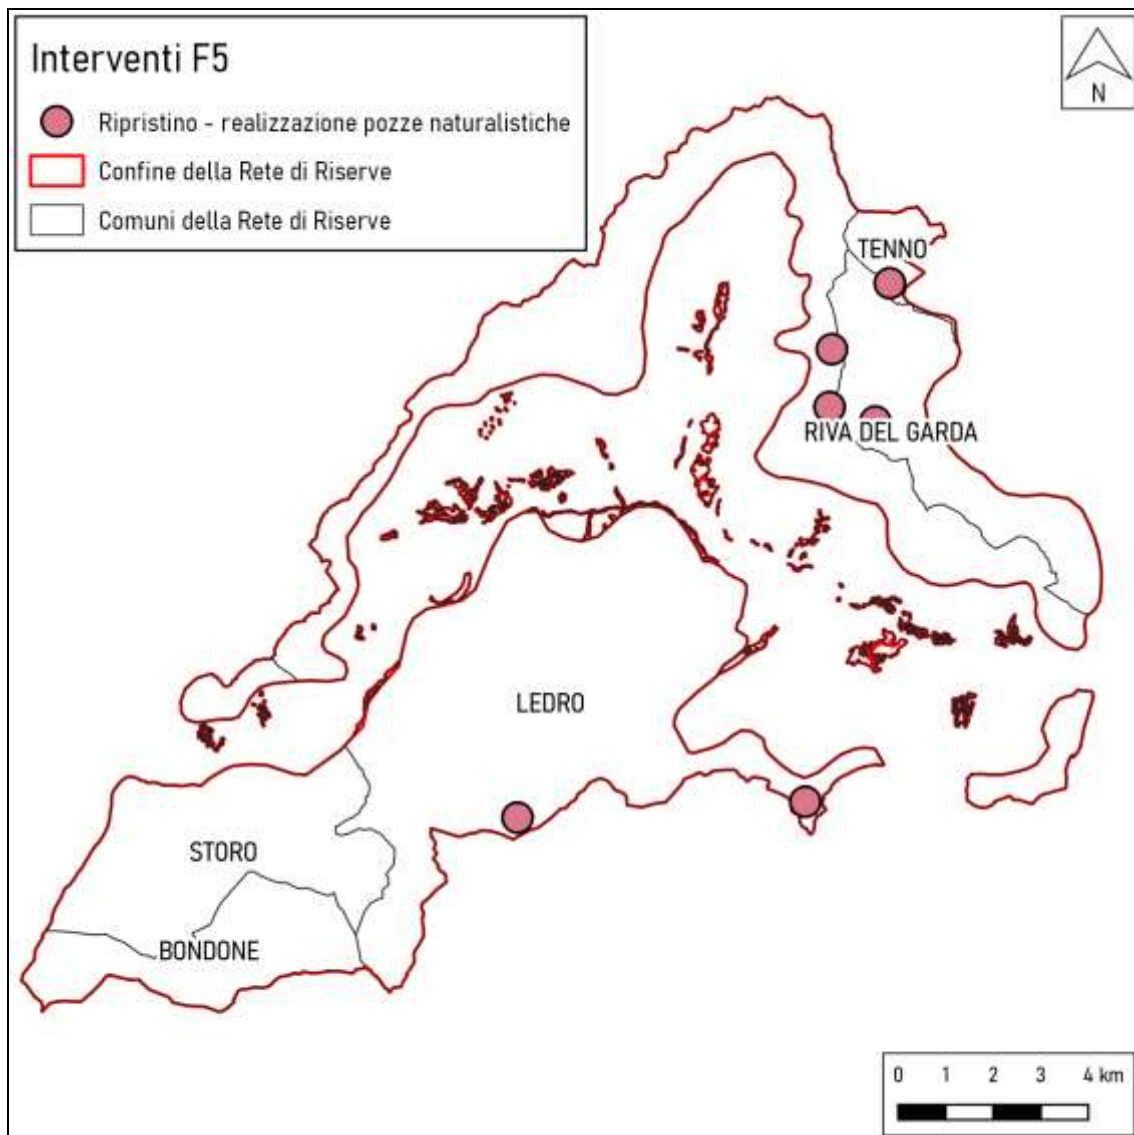 Interventi F5
Ripristino - realizzazione pozze naturalistiche
Confine della Rete di Riserve
Comuni della Rete di Riserve
N
TENNO
RIVA DEL GARDA
LEDRO
STORO
BONDONE
0 1 2 3 4 km